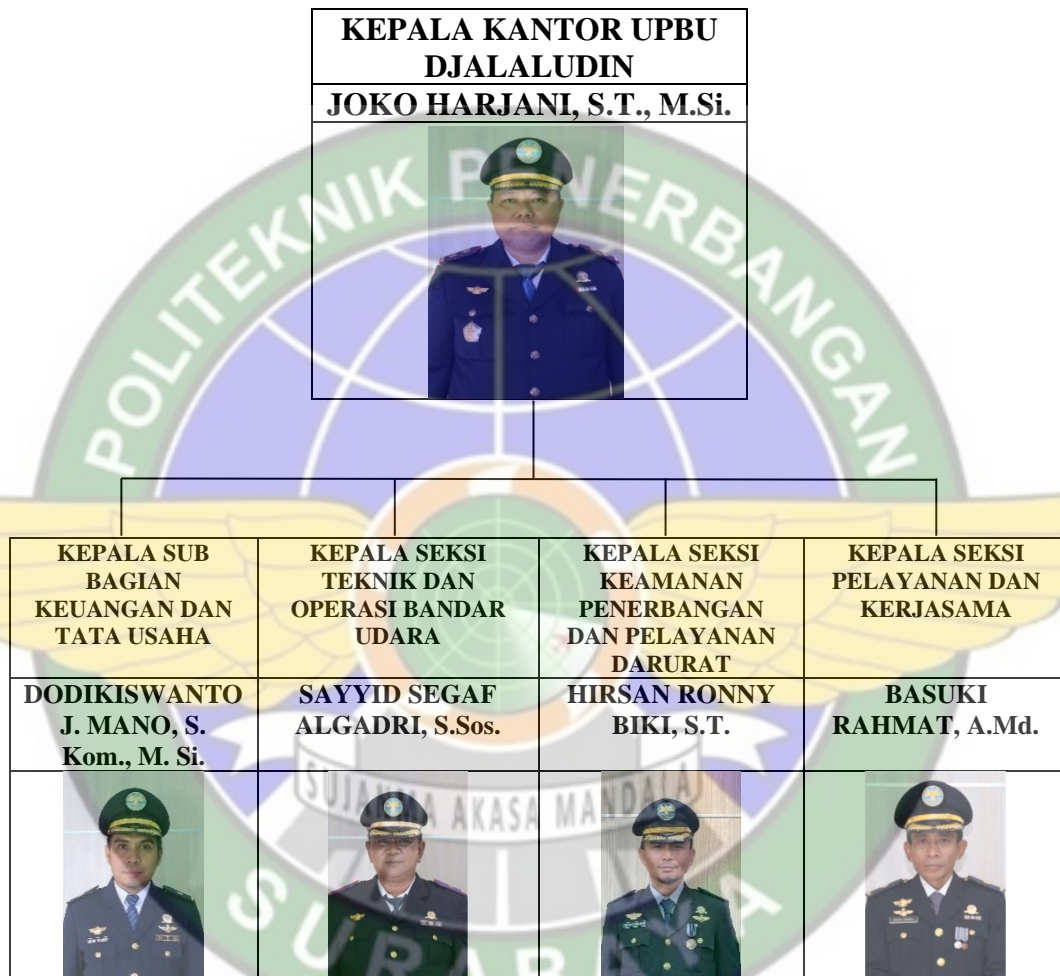 KEPALA KANTOR UPBU
DJALALUDIN
JOKO HARJANI, S.T., M.Si.
POLITEKNIK PENERBANGAN
KEPALA SUB
BAGIAN
KEUANGAN DAN
TATA USAHA
KEPALA SEKSI
TEKNIK DAN
OPERASI BANDAR
UDARA
KEPALA SEKSI
KEAMANAN
PENERBANGAN
DAN PELAYANAN
DARURAT
KEPALA SEKSI
PELAYANAN DAN
KERJASAMA
DODIKISWANTO
J. MANO, S.
Kom., M. Si.
SAYYID SEGAF
ALGADRI, S.Sos.
HIRSAN RONNY
BIKI, S.T.
BASUKI
RAHMAT, A.Md.
SUJANMA AKASA MANDALA
SURABAYA